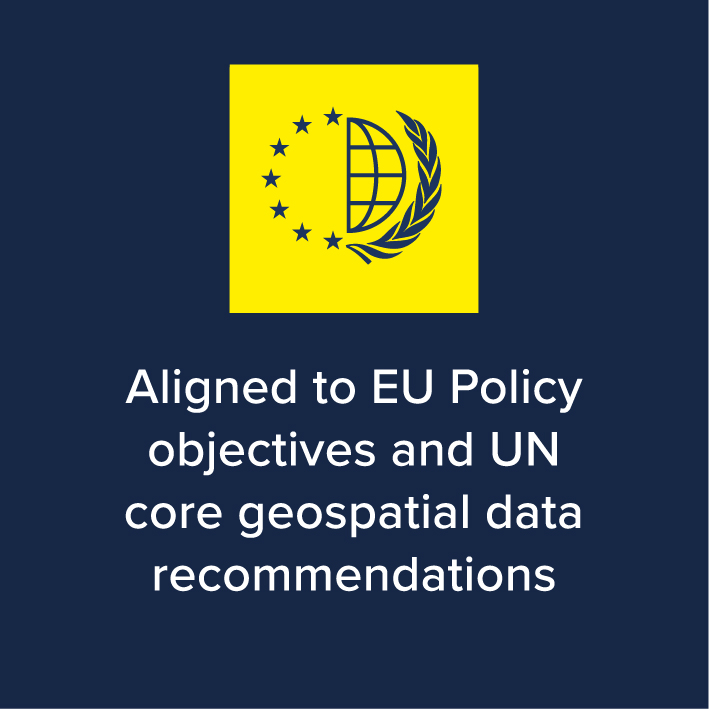 Aligned to EU Policy
objectives and UN
core geospatial data
recommendations